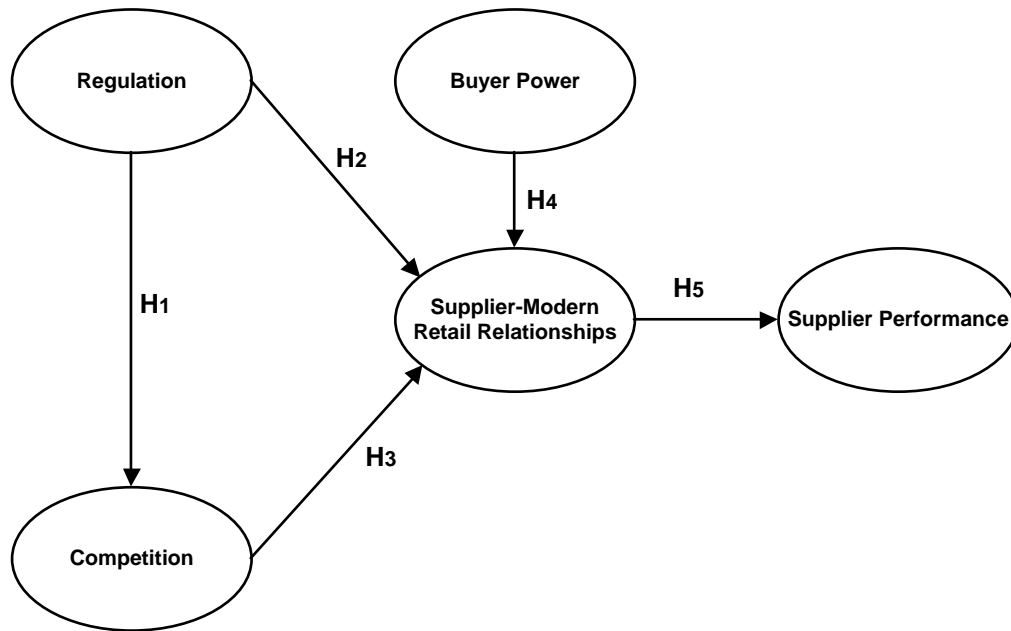 Regulation
Buyer Power
H2
H4
H1
Supplier-Modern
Retail Relationships
H5
Supplier Performance
H3
Competition